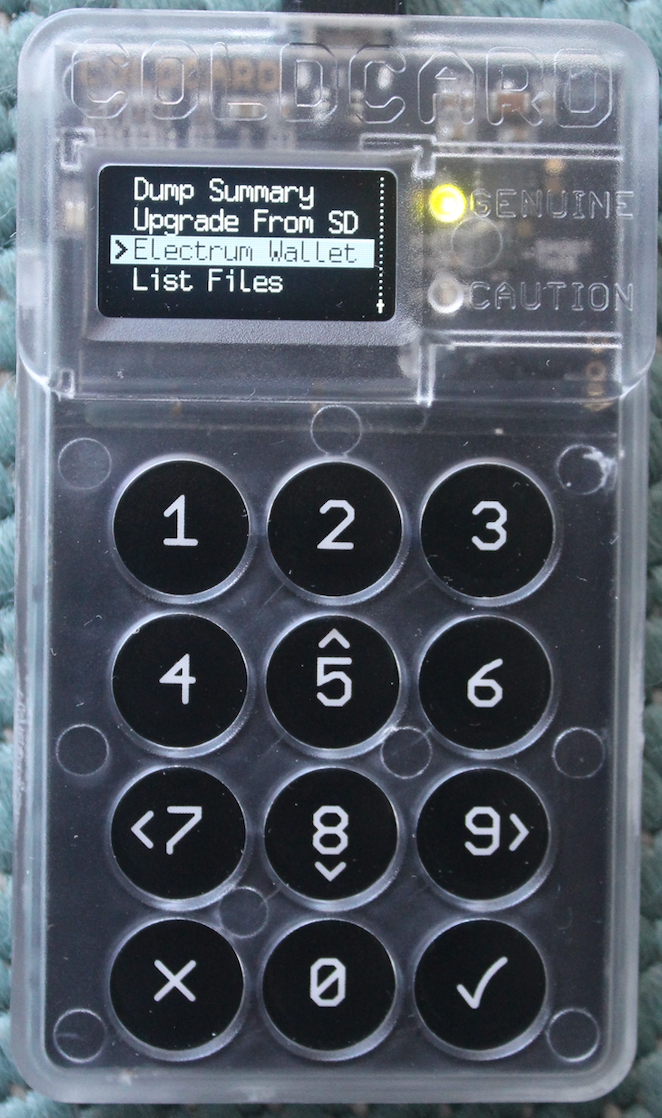 COLDCARD
Dump Summary
Upgrade From SD
>Electrum Wallet
List Files
GENUINE
CAUTION
1 2 3
4 5 6
<7 8 9>
× 0 ✓